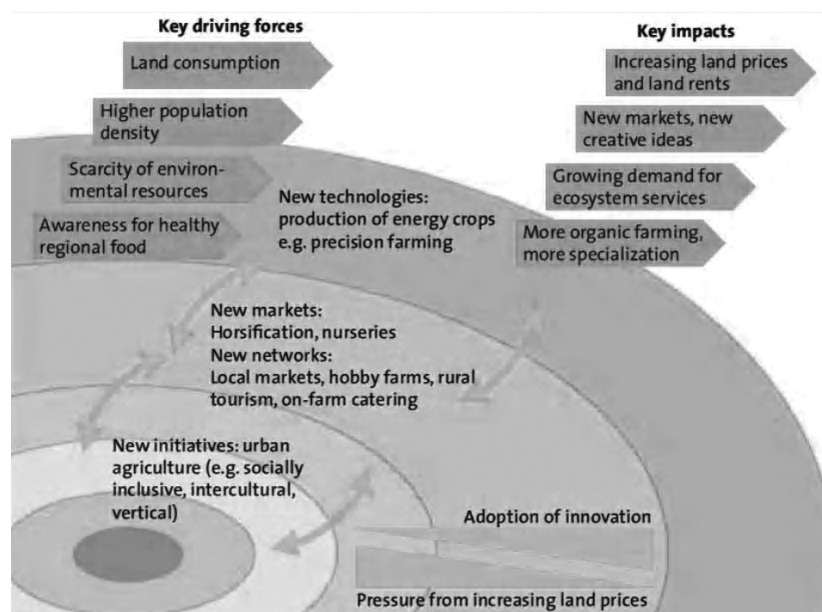 Key driving forces
Land consumption
Higher population
density
Scarcity of environ-
mental resources
Awareness for healthy
regional food
Key impacts
Increasing land prices
and land rents
New markets, new
creative ideas
Growing demand for
ecosystem services
More organic farming,
more specialization
New technologies:
production of energy crops
e.g. precision farming
New markets:
Horsification, nurseries
New networks:
Local markets, hobby farms, rural
tourism, on-farm catering
New initiatives: urban
agriculture (e.g. socially
inclusive, intercultural,
vertical)
Adoption of innovation
Pressure from increasing land prices